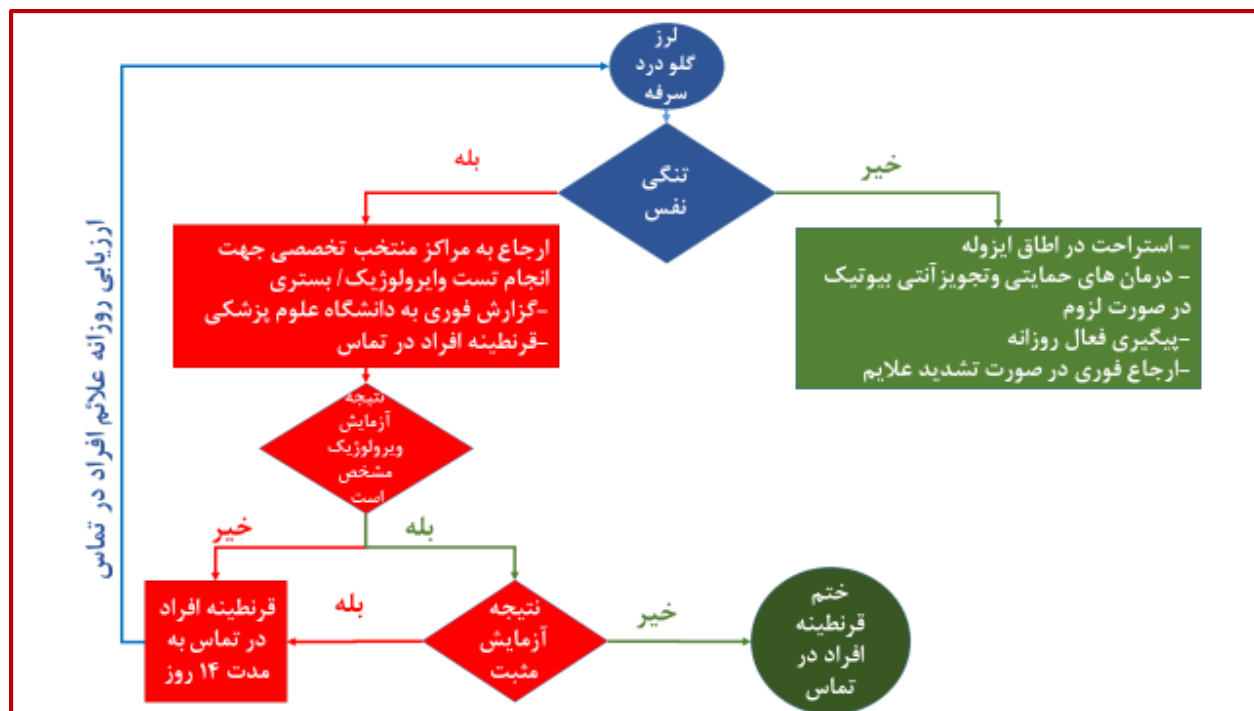 لرز
گلو درد
سرفه
تنگی
نفس
بله
خیر
ارجاع به مراکز منتخب تخصصی جهت
انجام تست وایرولوژیک/ بستری
-گزارش فوری به دانشگاه علوم پزشکی
-قرنطینه افراد در تماس
- استراحت در اطاق ایزوله
- درمان های حمایتی وتجویز آنتی بیوتیک
در صورت لزوم
-پیگیری فعال روزانه
-ارجاع فوری در صورت تشدید علایم
نتیجه
آزمایش
ویرولوژیک
مشخص
است
خیر
بله
قرنطینه افراد
در تماس به
مدت ۱۴ روز
بله
نتیجه
آزمایش
مثبت
خیر
ختم
قرنطینه
افراد در
تماس
ارزیابی روزانه علائم افراد در تماس